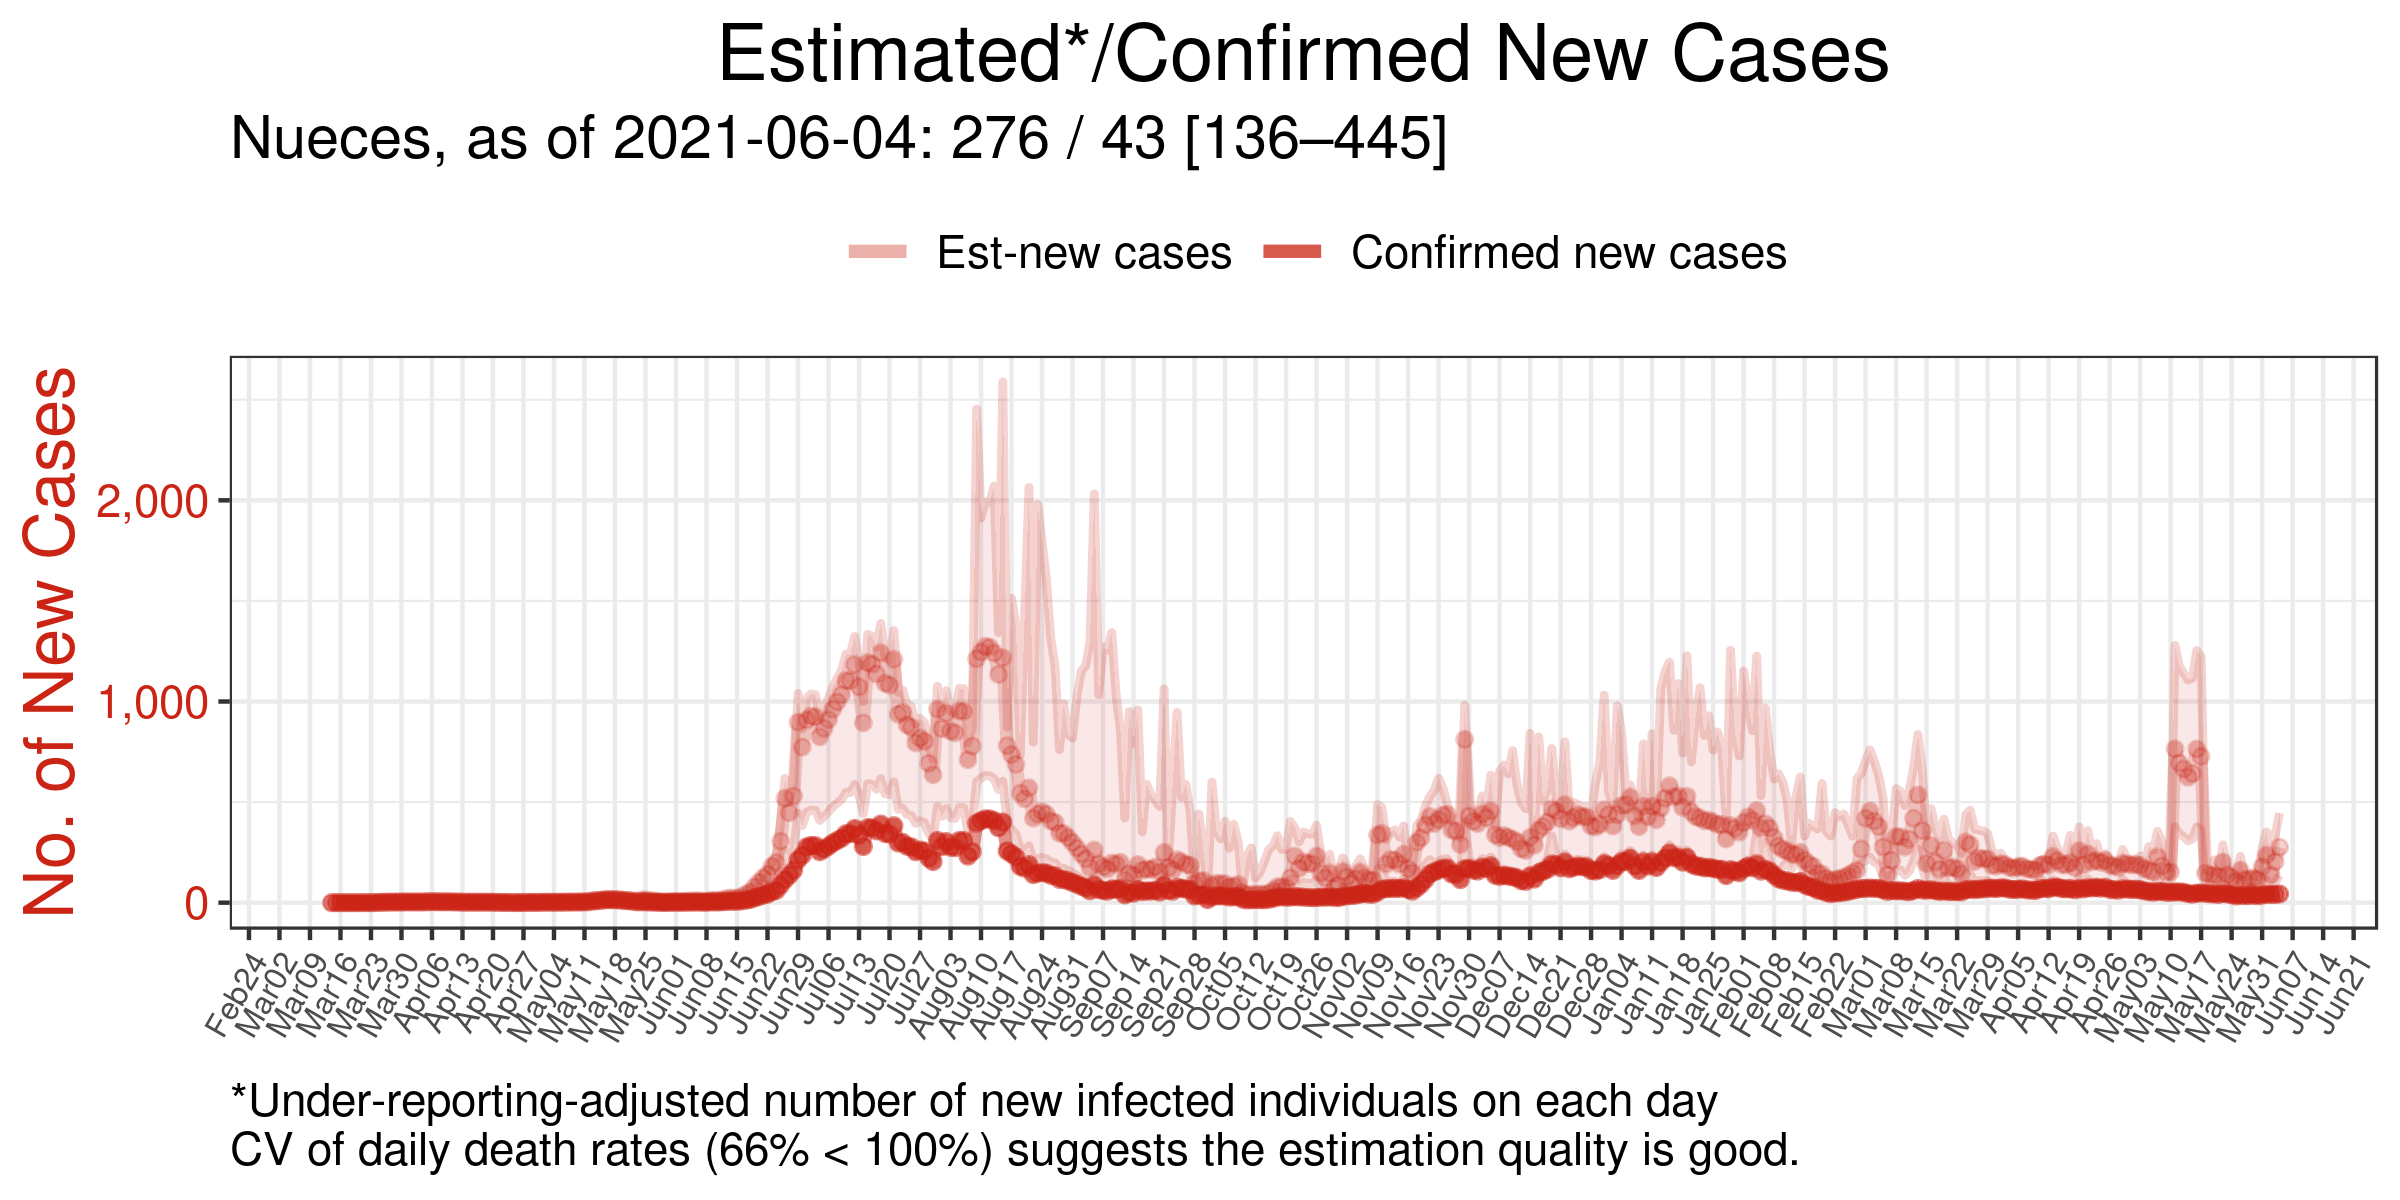 Estimated*/Confirmed New Cases
Nueces, as of 2021-06-04: 276 / 43 [136–445]
Est-new cases Confirmed new cases
No. of New Cases
2,000
1,000
0
Feb24 Mar02 Mar09 Mar16 Mar23 Mar30 Apr06 Apr13 Apr20 Apr27 May04 May11 May18 May25 Jun01 Jun08 Jun15 Jun22 Jun29 Jul06 Jul13 Jul20 Jul27 Aug03 Aug10 Aug17 Aug24 Aug31 Sep07 Sep14 Sep21 Sep28 Oct05 Oct12 Oct19 Oct26 Nov02 Nov09 Nov16 Nov23 Nov30 Dec07 Dec14 Dec21 Dec28 Jan04 Jan11 Jan18 Jan25 Feb01 Feb08 Feb15 Feb22 Mar01 Mar08 Mar15 Mar22 Mar29 Apr05 Apr12 Apr19 Apr26 May03 May10 May17 May24 May31 Jun07 Jun14 Jun21
*Under-reporting-adjusted number of new infected individuals on each day
CV of daily death rates (66% < 100%) suggests the estimation quality is good.